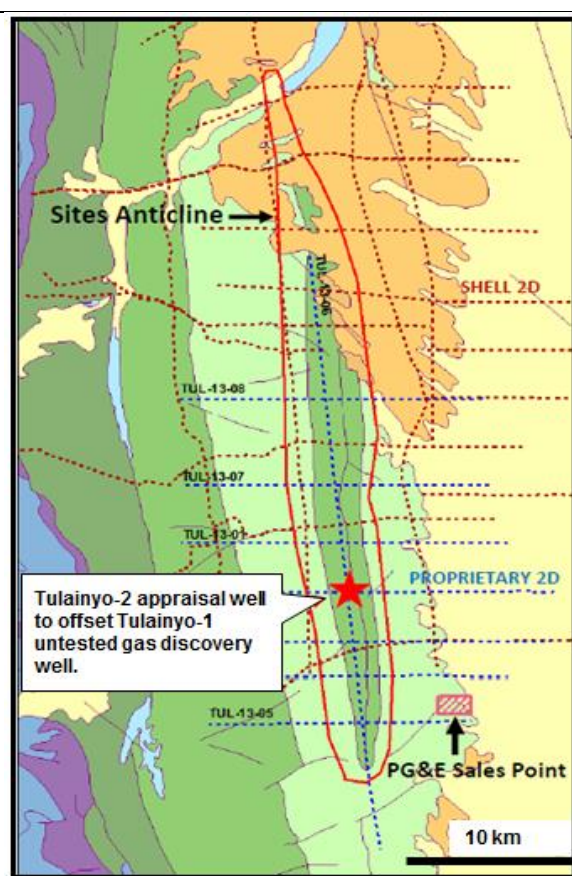 Sites Anticline
TUL-13-06
SHELL 2D
TUL-13-08
TUL-13-07
TUL-13-01
PROPRIETARY 2D
Tulainyo-2 appraisal well
to offset Tulainyo-1
untested gas discovery
well.
TUL-13-05
PG&E Sales Point
10 km